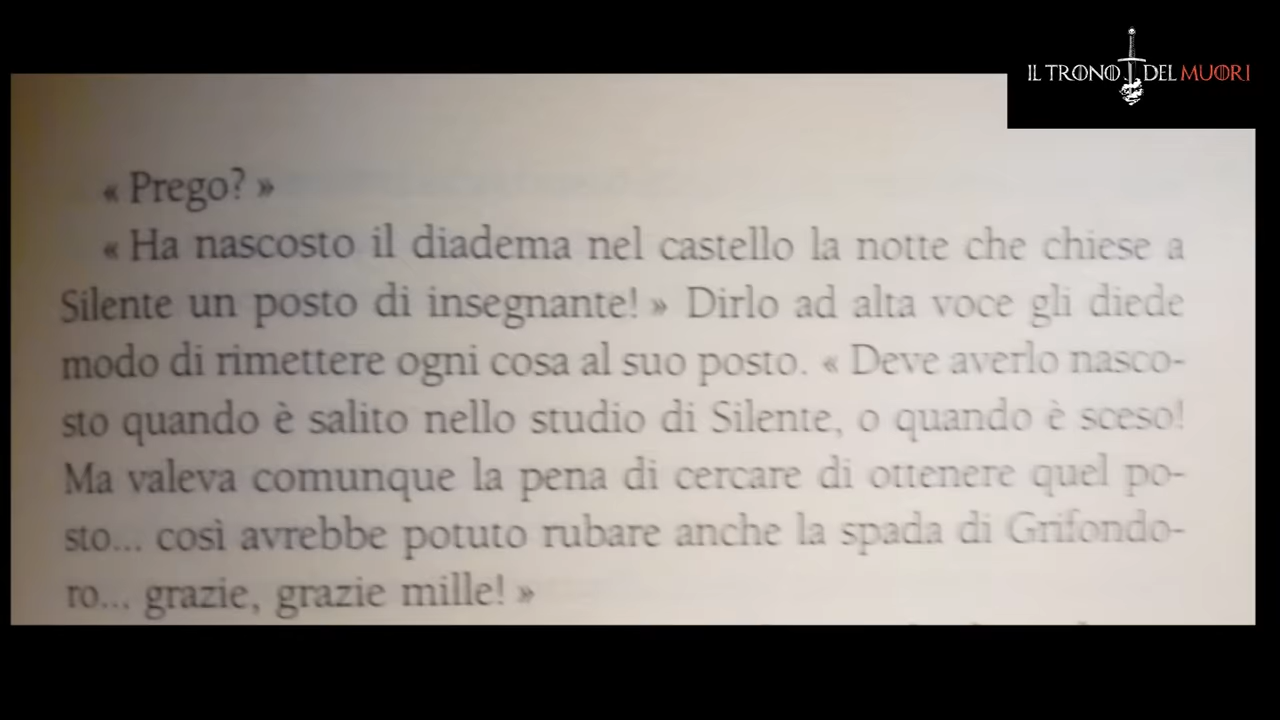 IL TRONO DEL MUORI
« Prego? »
« Ha nascosto il diadema nel castello la notte che chiese a
Silente un posto di insegnante! » Dirlo ad alta voce gli diede
modo di rimettere ogni cosa al suo posto. « Deve averlo nasco-
sto quando è salito nello studio di Silente, o quando è sceso!
Ma valeva comunque la pena di cercare di ottenere quel po-
sto... così avrebbe potuto rubare anche la spada di Grifondo-
ro... grazie, grazie mille! »